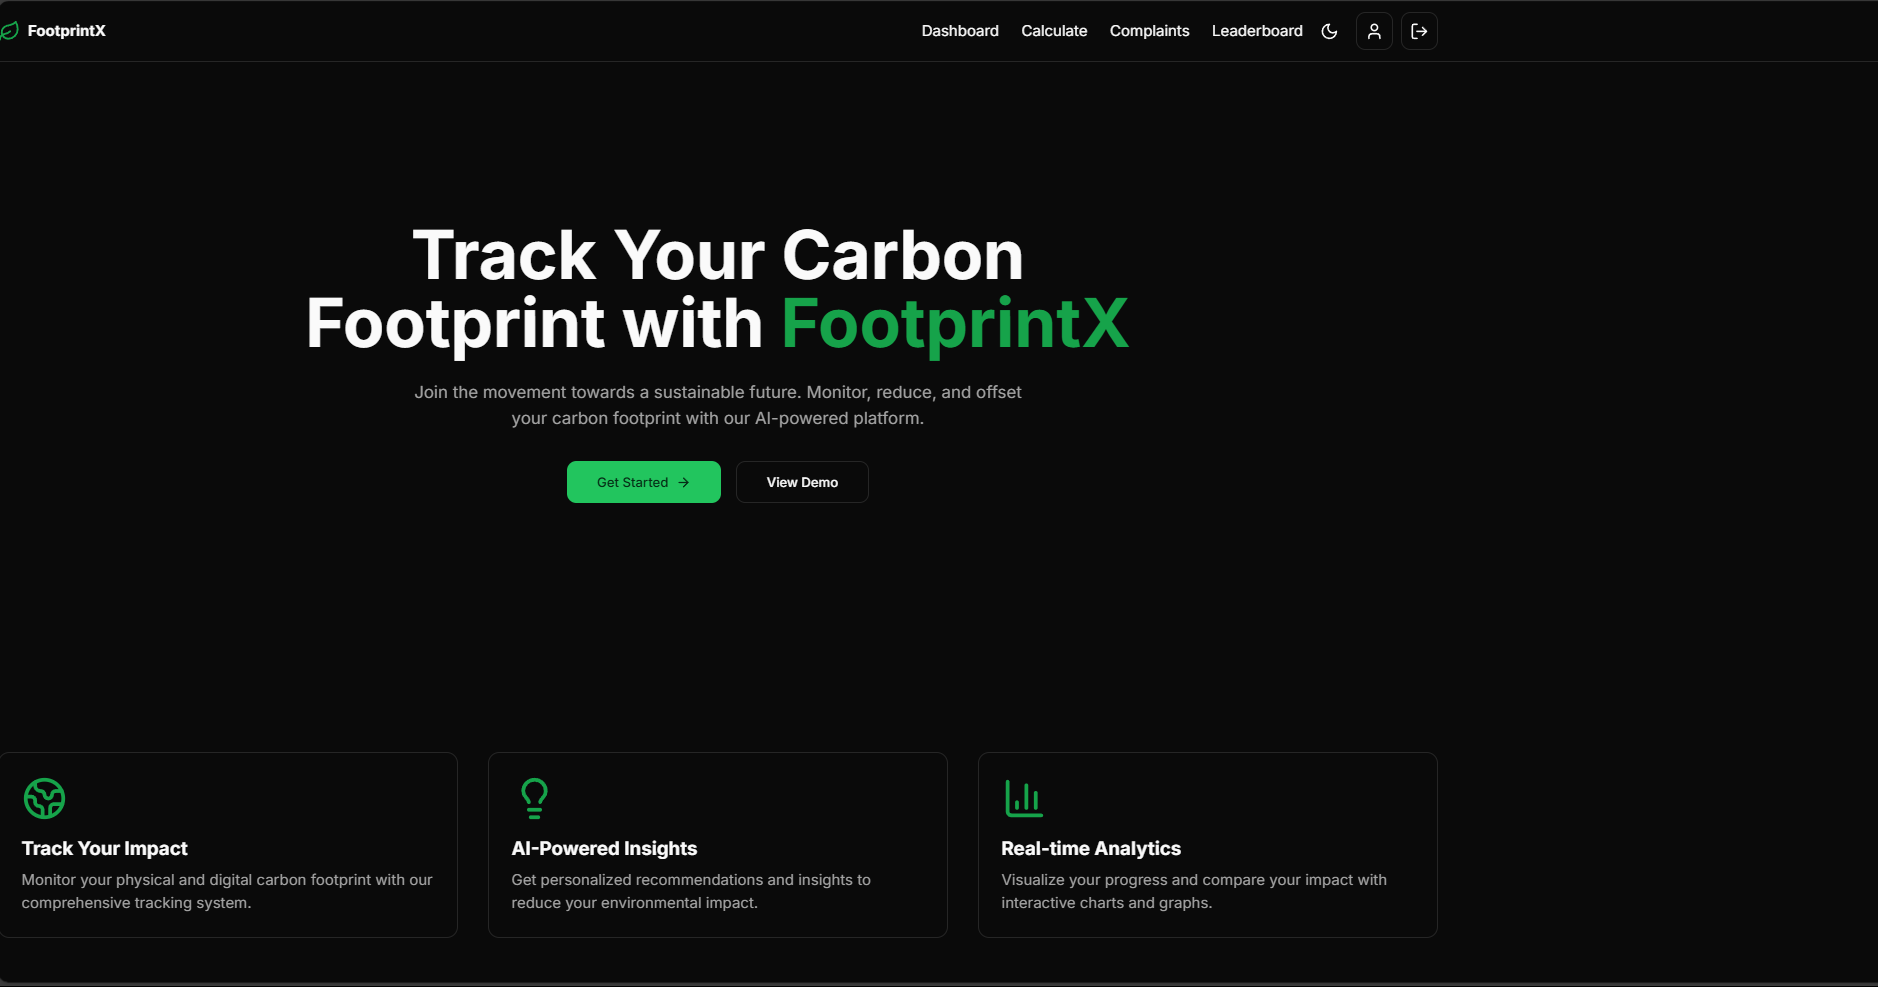 FootprintX
Dashboard Calculate Complaints Leaderboard
Track Your Carbon
Footprint with FootprintX
Join the movement towards a sustainable future. Monitor, reduce, and offset
your carbon footprint with our AI-powered platform.
Get Started
View Demo
Track Your Impact
Monitor your physical and digital carbon footprint with our
comprehensive tracking system.
AI-Powered Insights
Get personalized recommendations and insights to
reduce your environmental impact.
Real-time Analytics
Visualize your progress and compare your impact with
interactive charts and graphs.